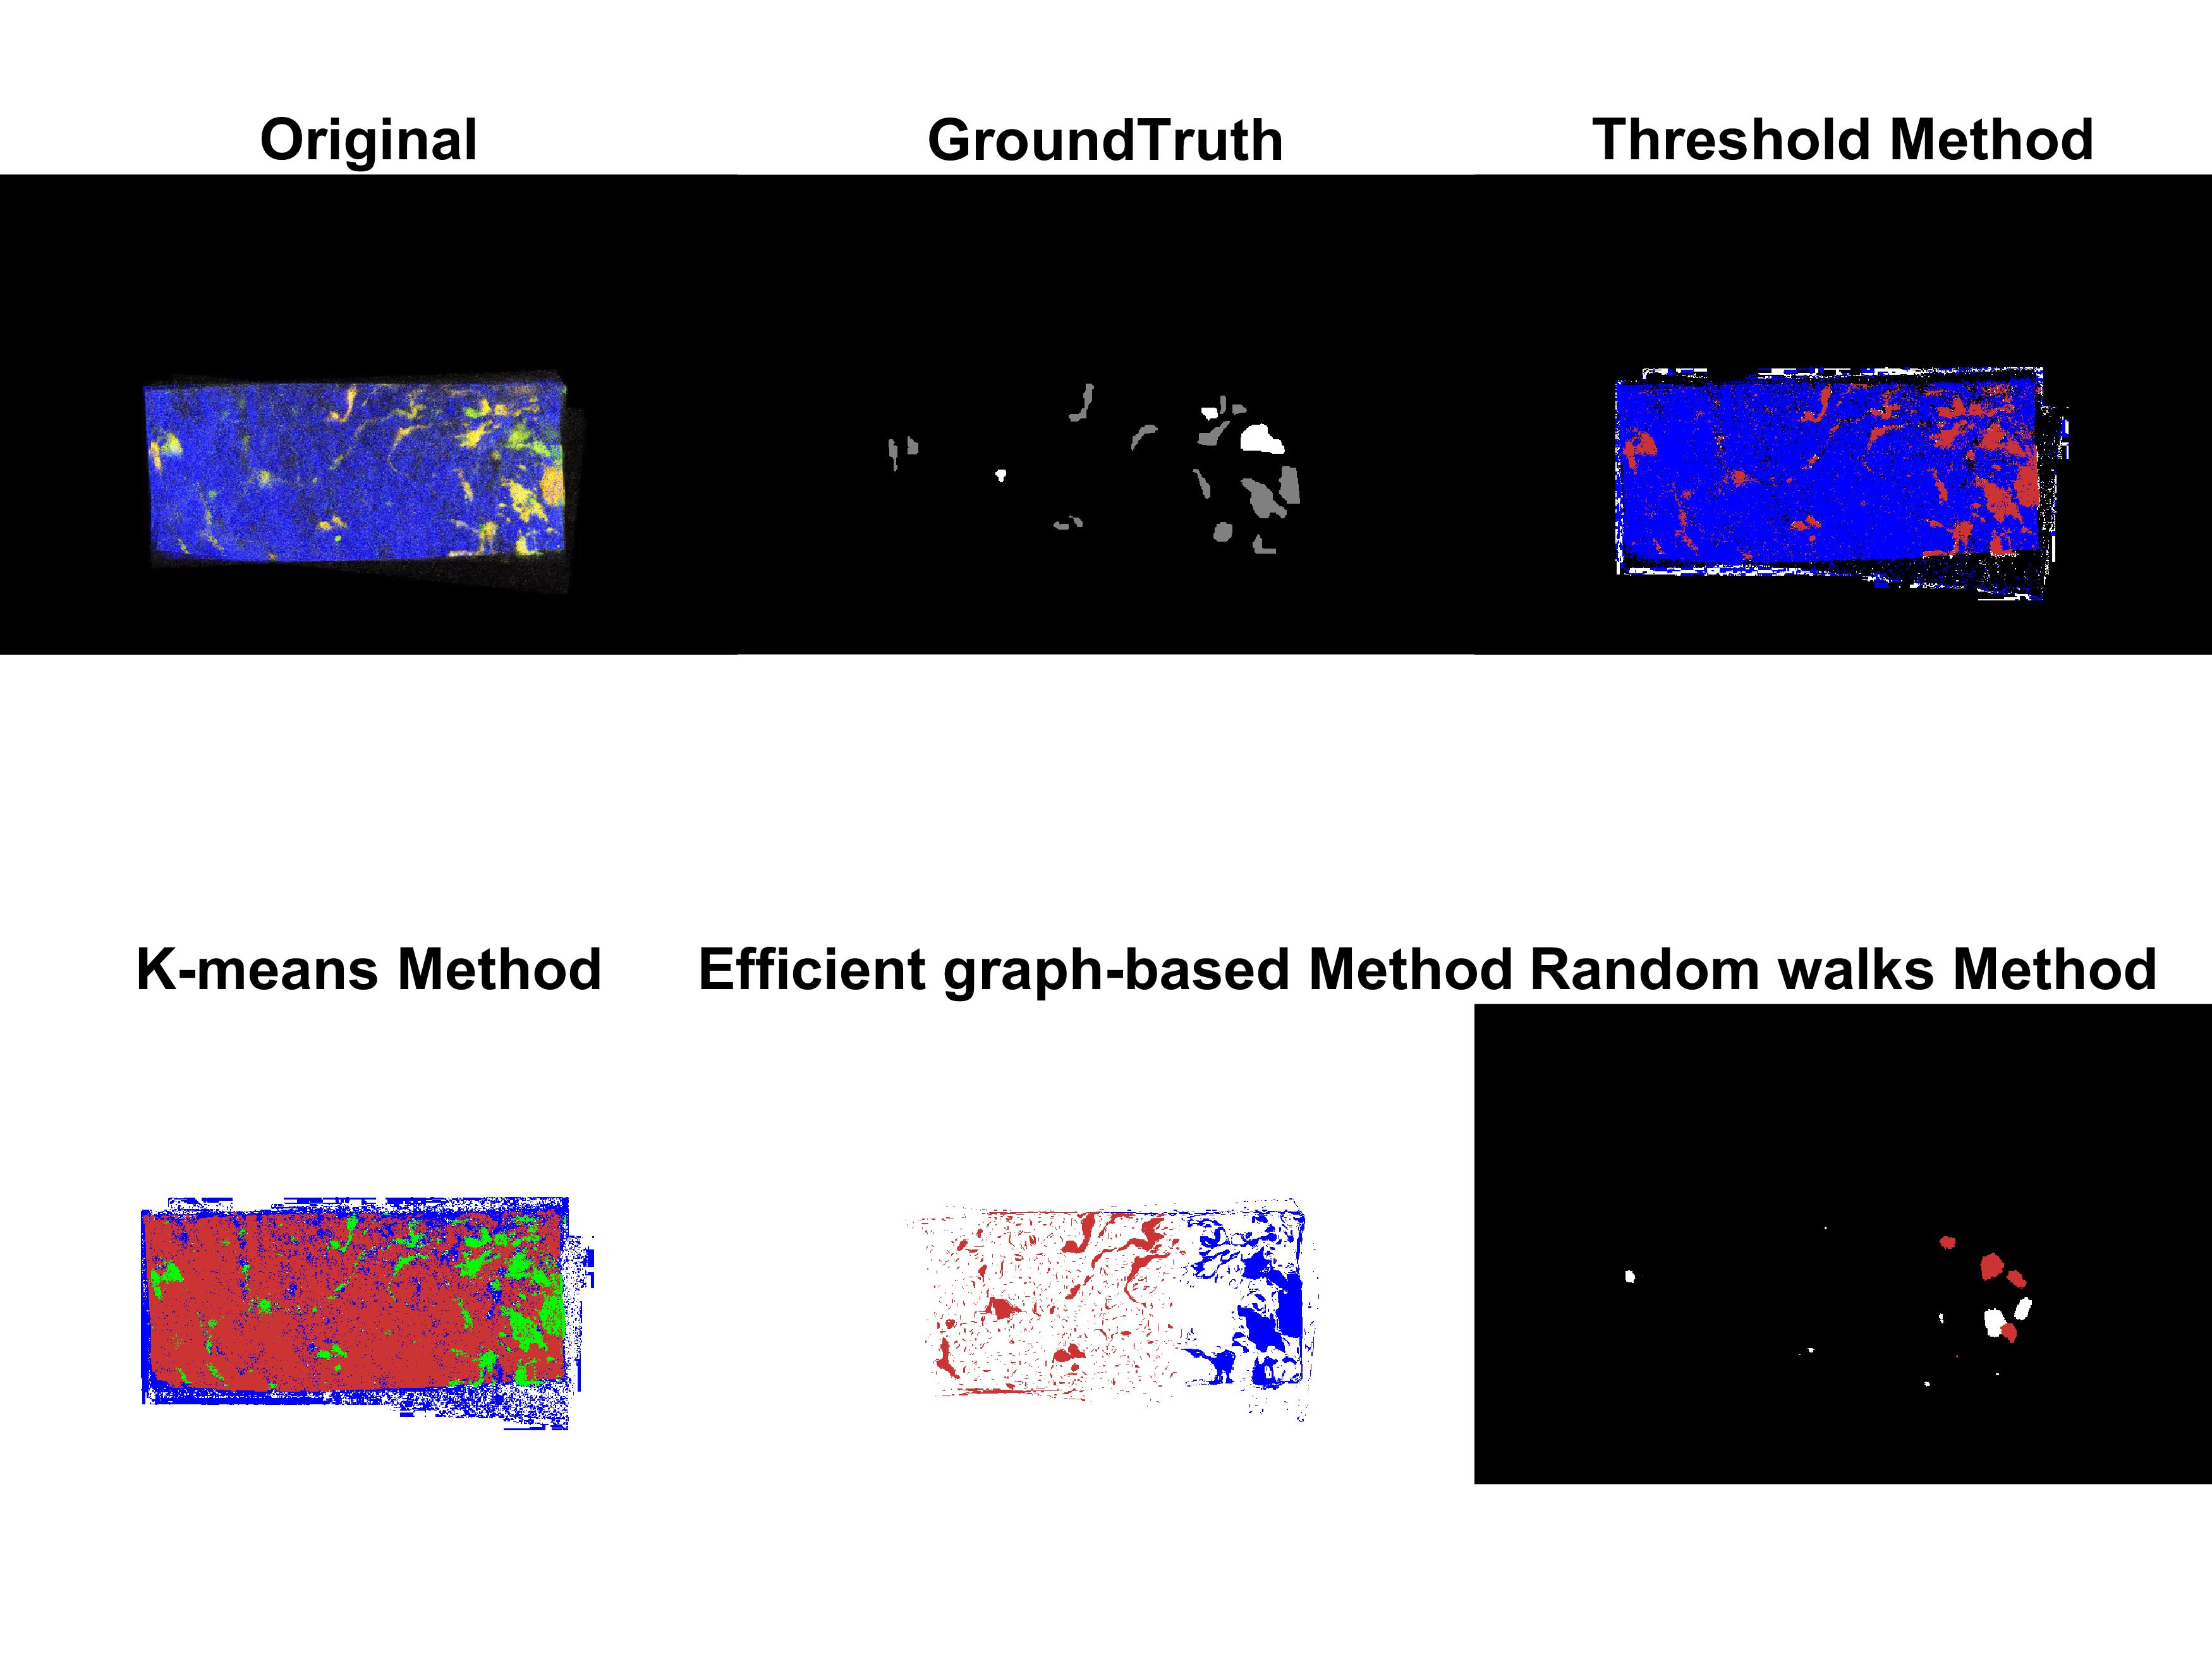 Original
GroundTruth
Threshold Method
K-means Method
Efficient graph-based Method
Random walks Method